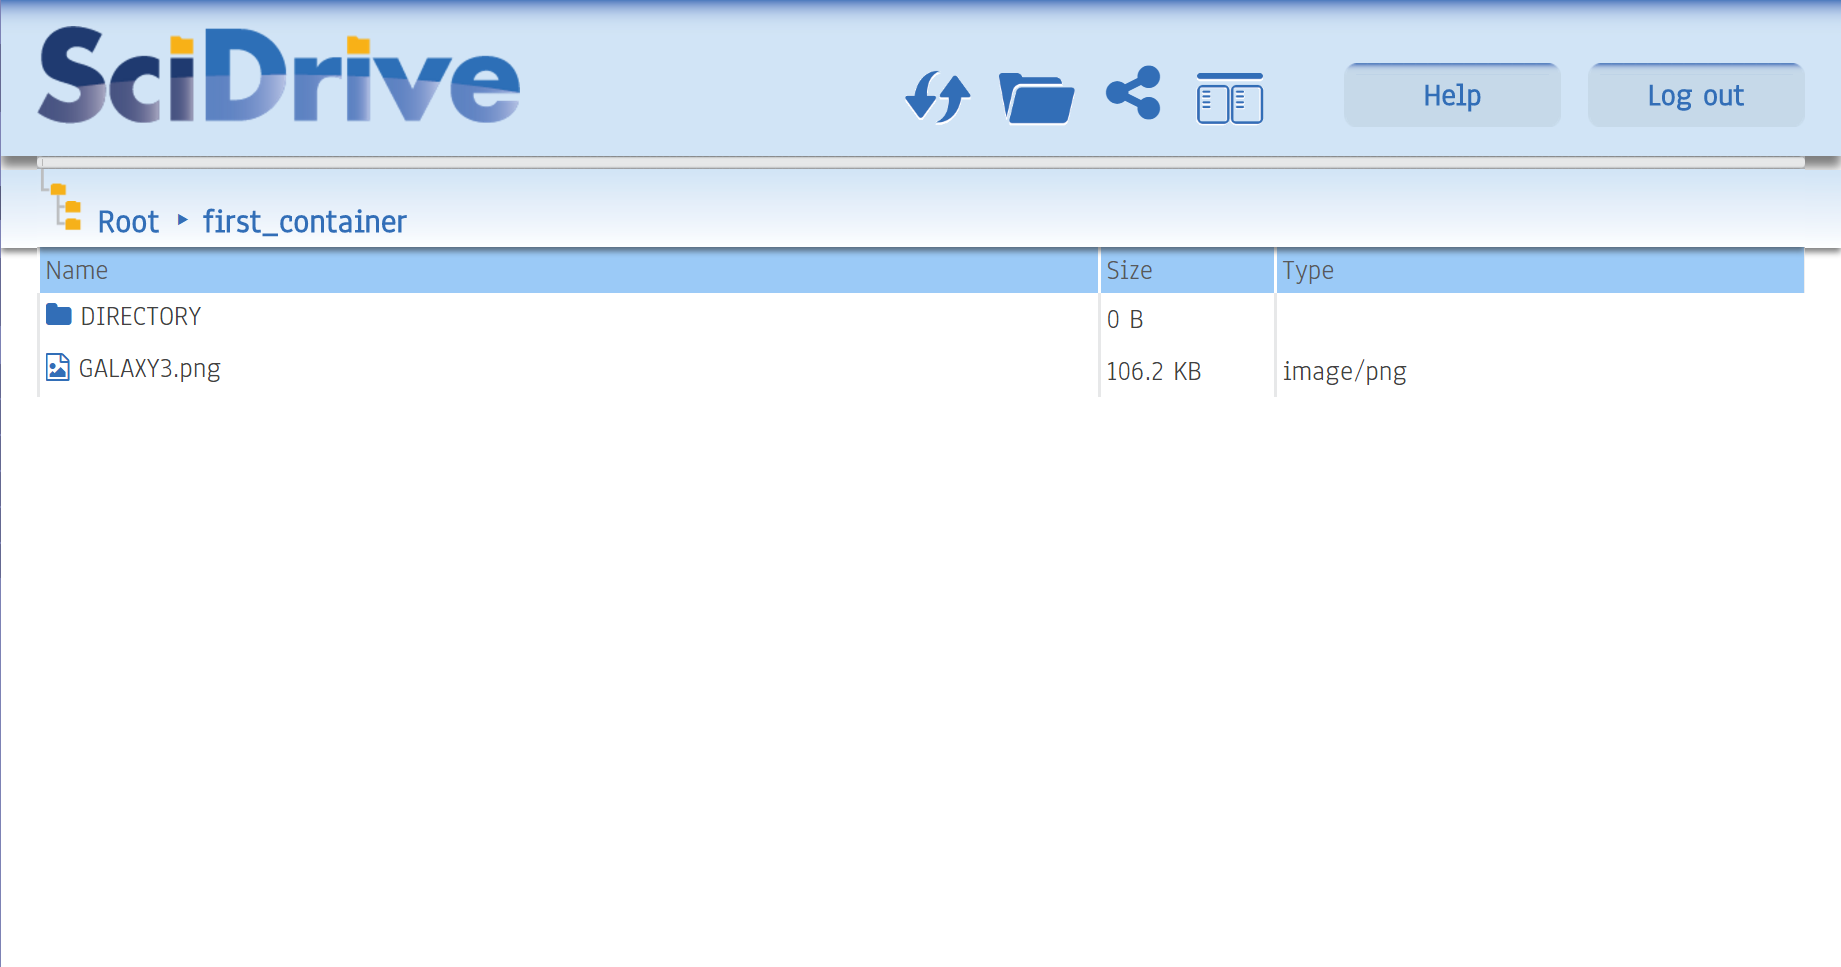 SciDrive
Help
Log out
Root ▸ first_container
Name Size Type
DIRECTORY 0 B
GALAXY3.png 106.2 KB image/png